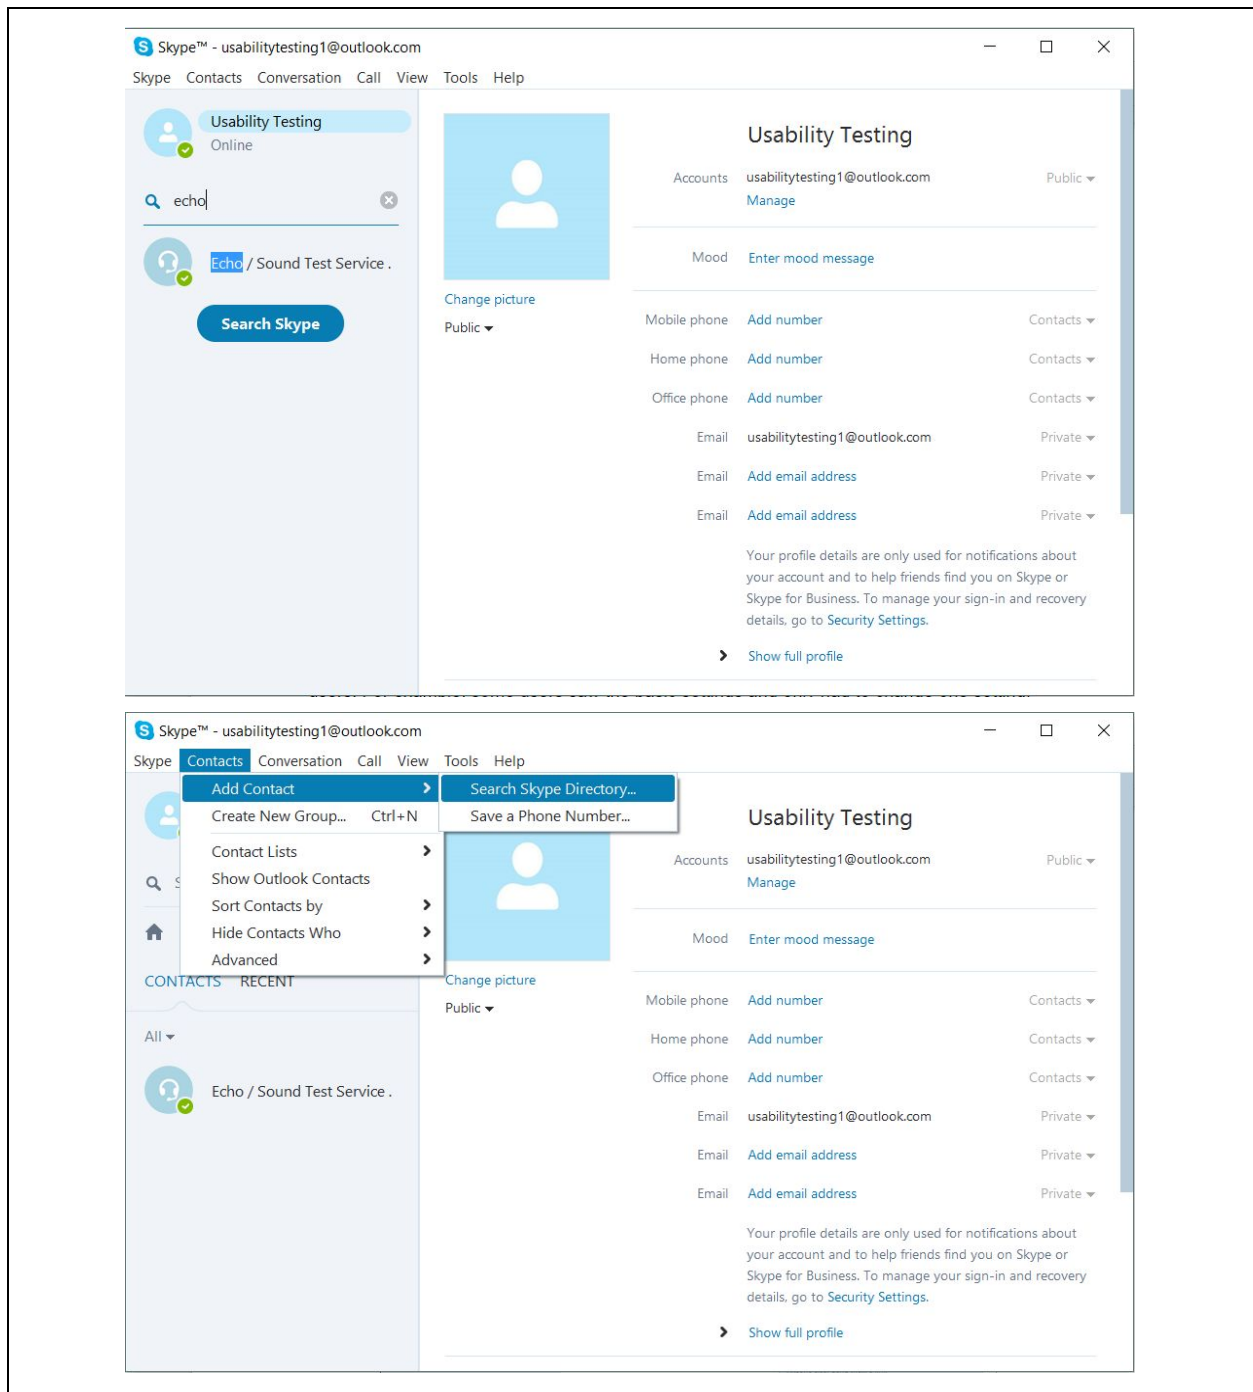 Skype™ - usabilitytesting1@outlook.com
Skype Contacts Conversation Call View Tools Help
Usability Testing
Online
echo
Echo / Sound Test Service .
Search Skype
Change picture
Public
Usability Testing
Accounts usabilitytesting1@outlook.com Public
Manage
Mood Enter mood message
Mobile phone Add number Contacts
Home phone Add number Contacts
Office phone Add number Contacts
Email usabilitytesting1@outlook.com Private
Email Add email address Private
Email Add email address Private
Your profile details are only used for notifications about
your account and to help friends find you on Skype or
Skype for Business. To manage your sign-in and recovery
details, go to Security Settings.
Show full profile
Skype™ - usabilitytesting1@outlook.com
Skype Contacts Conversation Call View Tools Help
Add Contact
Create New Group... Ctrl+N
Contact Lists
Show Outlook Contacts
Sort Contacts by
Hide Contacts Who
Advanced
Search Skype Directory...
Save a Phone Number...
CONTACTS RECENT
All
Echo / Sound Test Service .
Change picture
Public
Usability Testing
Accounts usabilitytesting1@outlook.com Public
Manage
Mood Enter mood message
Mobile phone Add number Contacts
Home phone Add number Contacts
Office phone Add number Contacts
Email usabilitytesting1@outlook.com Private
Email Add email address Private
Email Add email address Private
Your profile details are only used for notifications about
your account and to help friends find you on Skype or
Skype for Business. To manage your sign-in and recovery
details, go to Security Settings.
Show full profile